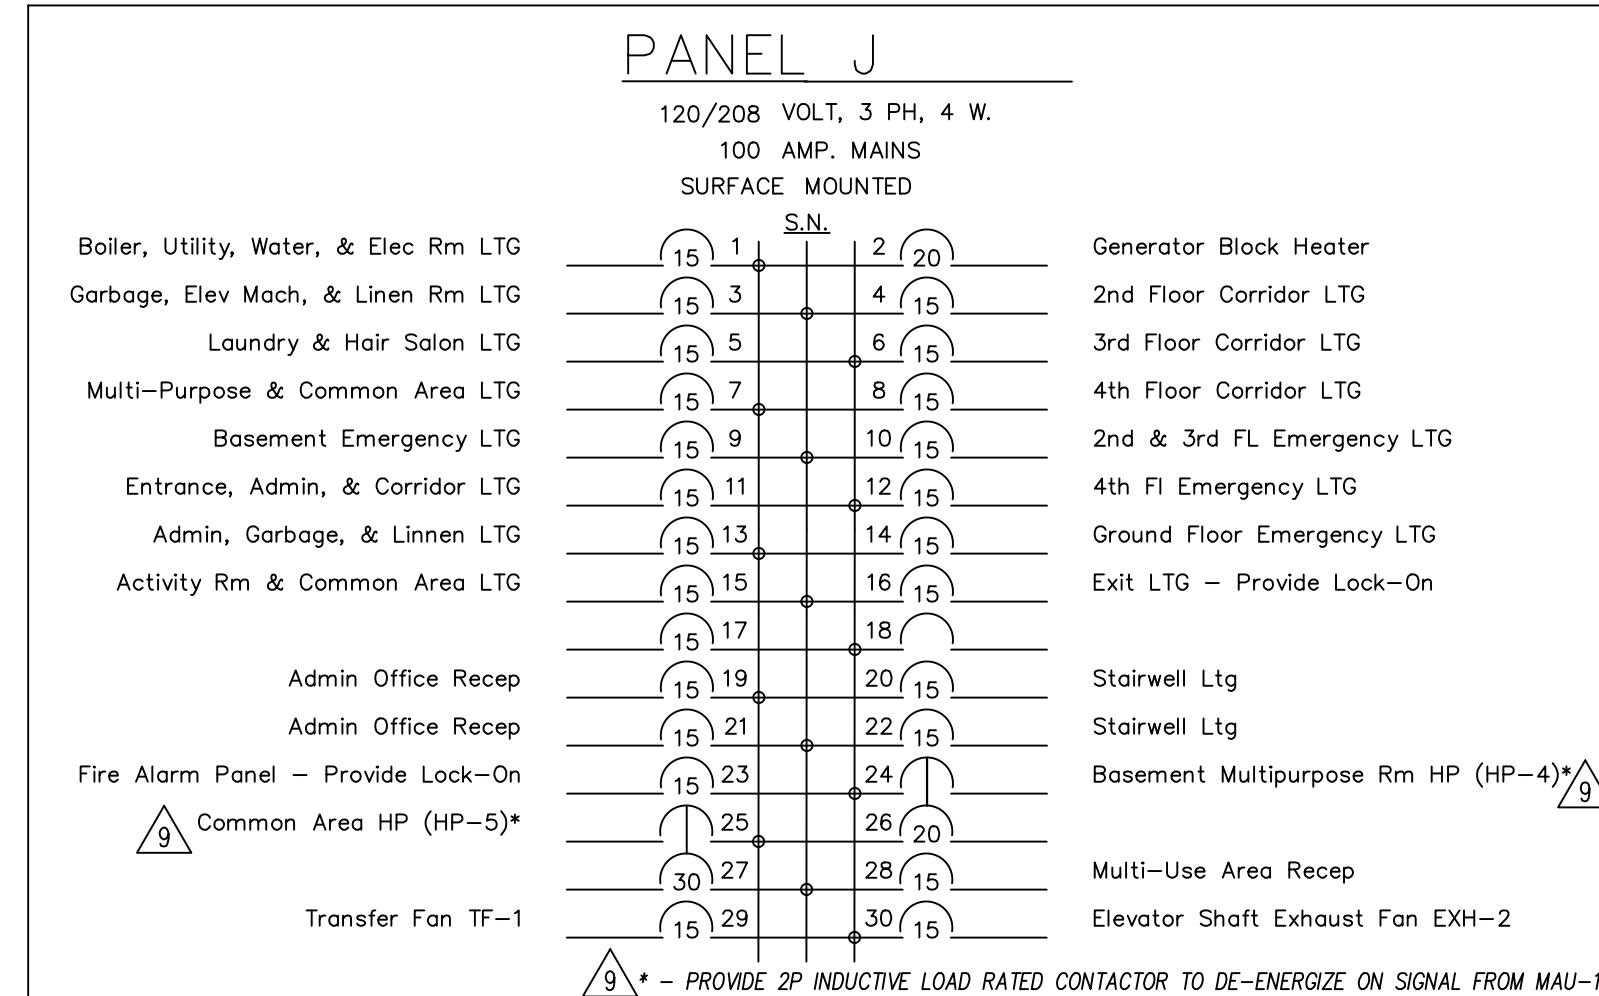 PANEL J
120/208 VOLT, 3 PH, 4 W.
100 AMP. MAINS
SURFACE MOUNTED
S.N.
Boiler, Utility, Water, & Elec Rm LTG 15 1 2 20 Generator Block Heater
Garbage, Elev Mach, & Linen Rm LTG 15 3 4 15 2nd Floor Corridor LTG
Laundry & Hair Salon LTG 15 5 6 15 3rd Floor Corridor LTG
Multi-Purpose & Common Area LTG 15 7 8 15 4th Floor Corridor LTG
Basement Emergency LTG 15 9 10 15 2nd & 3rd FL Emergency LTG
Entrance, Admin, & Corridor LTG 15 11 12 15 4th Fl Emergency LTG
Admin, Garbage, & Linnen LTG 15 13 14 15 Ground Floor Emergency LTG
Activity Rm & Common Area LTG 15 15 16 15 Exit LTG - Provide Lock-On
15 17 18
Admin Office Recep 15 19 20 15 Stairwell Ltg
Admin Office Recep 15 21 22 15 Stairwell Ltg
Fire Alarm Panel - Provide Lock-On 15 23 24 Basement Multipurpose Rm HP (HP-4)* 9
9 Common Area HP (HP-5)* 25 26 20
30 27 28 15 Multi-Use Area Recep
Transfer Fan TF-1 15 29 30 15 Elevator Shaft Exhaust Fan EXH-2
9 * - PROVIDE 2P INDUCTIVE LOAD RATED CONTACTOR TO DE-ENERGIZE ON SIGNAL FROM MAU-1